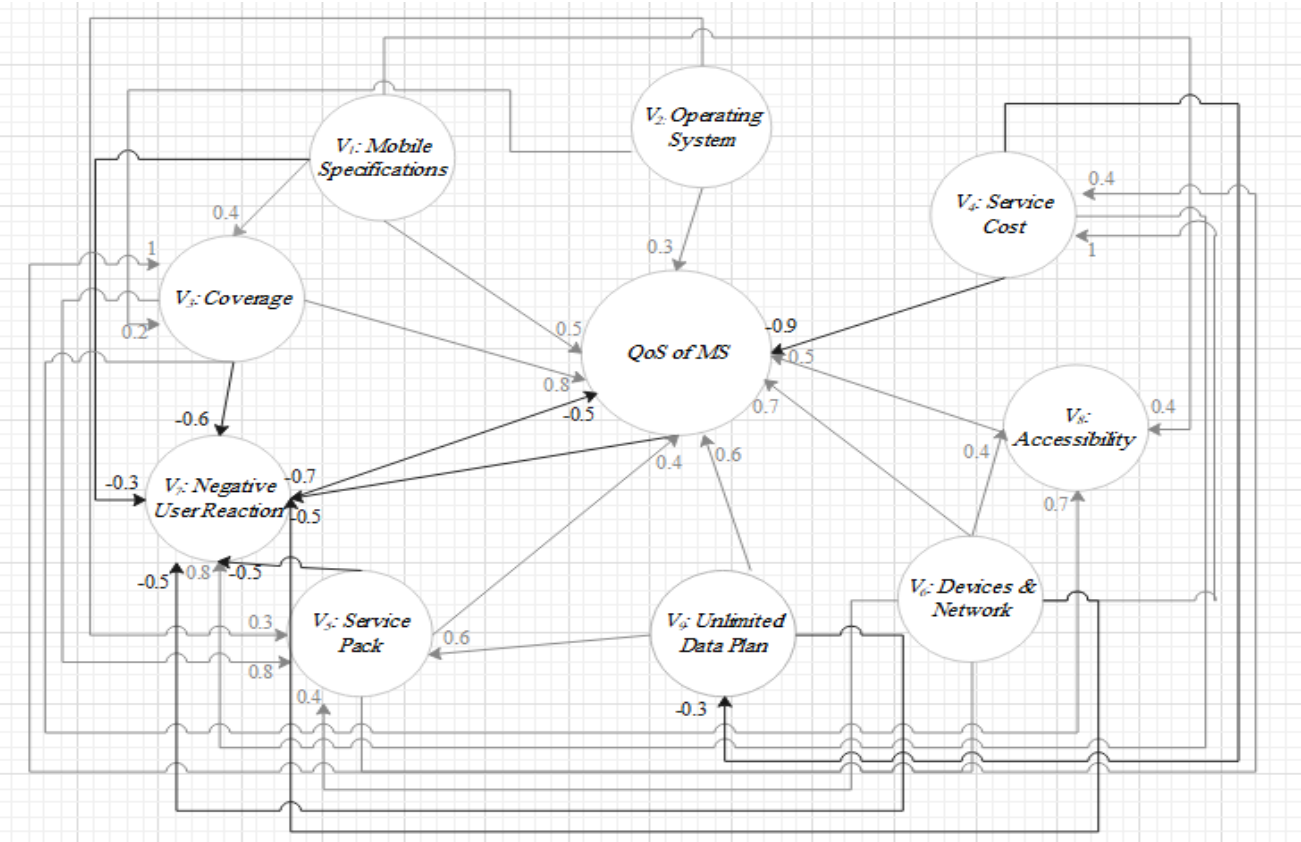 V2: Operating
System
V1: Mobile
Specifications
0.4
V4: Service
Cost
0.4
1
0.3
1
V3: Coverage
0.2
QoS of MS
-0.9
0.5
0.5
0.8
-0.5
0.7
V8:
Accessibility
0.4
-0.6
0.4
0.6
0.4
-0.7
-0.3
V7: Negative
User Reaction
-0.5
0.7
-0.5
0.8
-0.5
V5: Service
Pack
0.3
0.8
0.6
V9: Unlimited
Data Plan
V6: Devices &
Network
0.4
-0.3